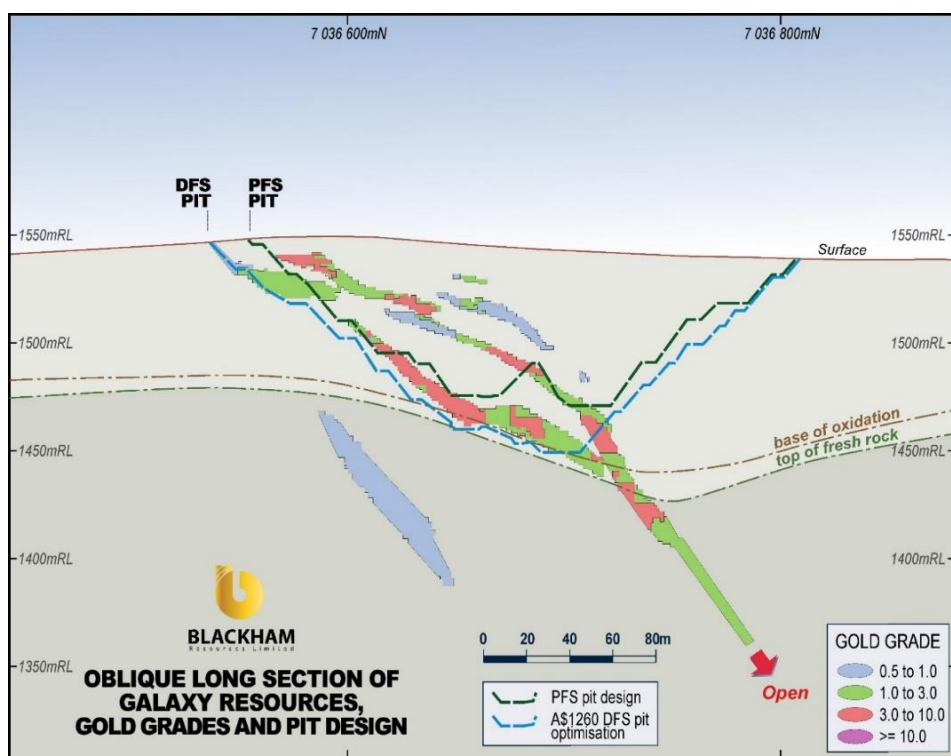 7 036 600mN
7 036 800mN
DFS PIT
PFS PIT
1550mRL
1550mRL
Surface
1500mRL
1500mRL
base of oxidation
top of fresh rock
1450mRL
1450mRL
1400mRL
1400mRL
BLACKHAM
Resources Limited
0 20 40 60 80m
GOLD GRADE
0.5 to 1.0
1.0 to 3.0
3.0 to 10.0
>= 10.0
1350mRL
OBLIQUE LONG SECTION OF
GALAXY RESOURCES,
GOLD GRADES AND PIT DESIGN
PFS pit design
A$1260 DFS pit
optimisation
Open